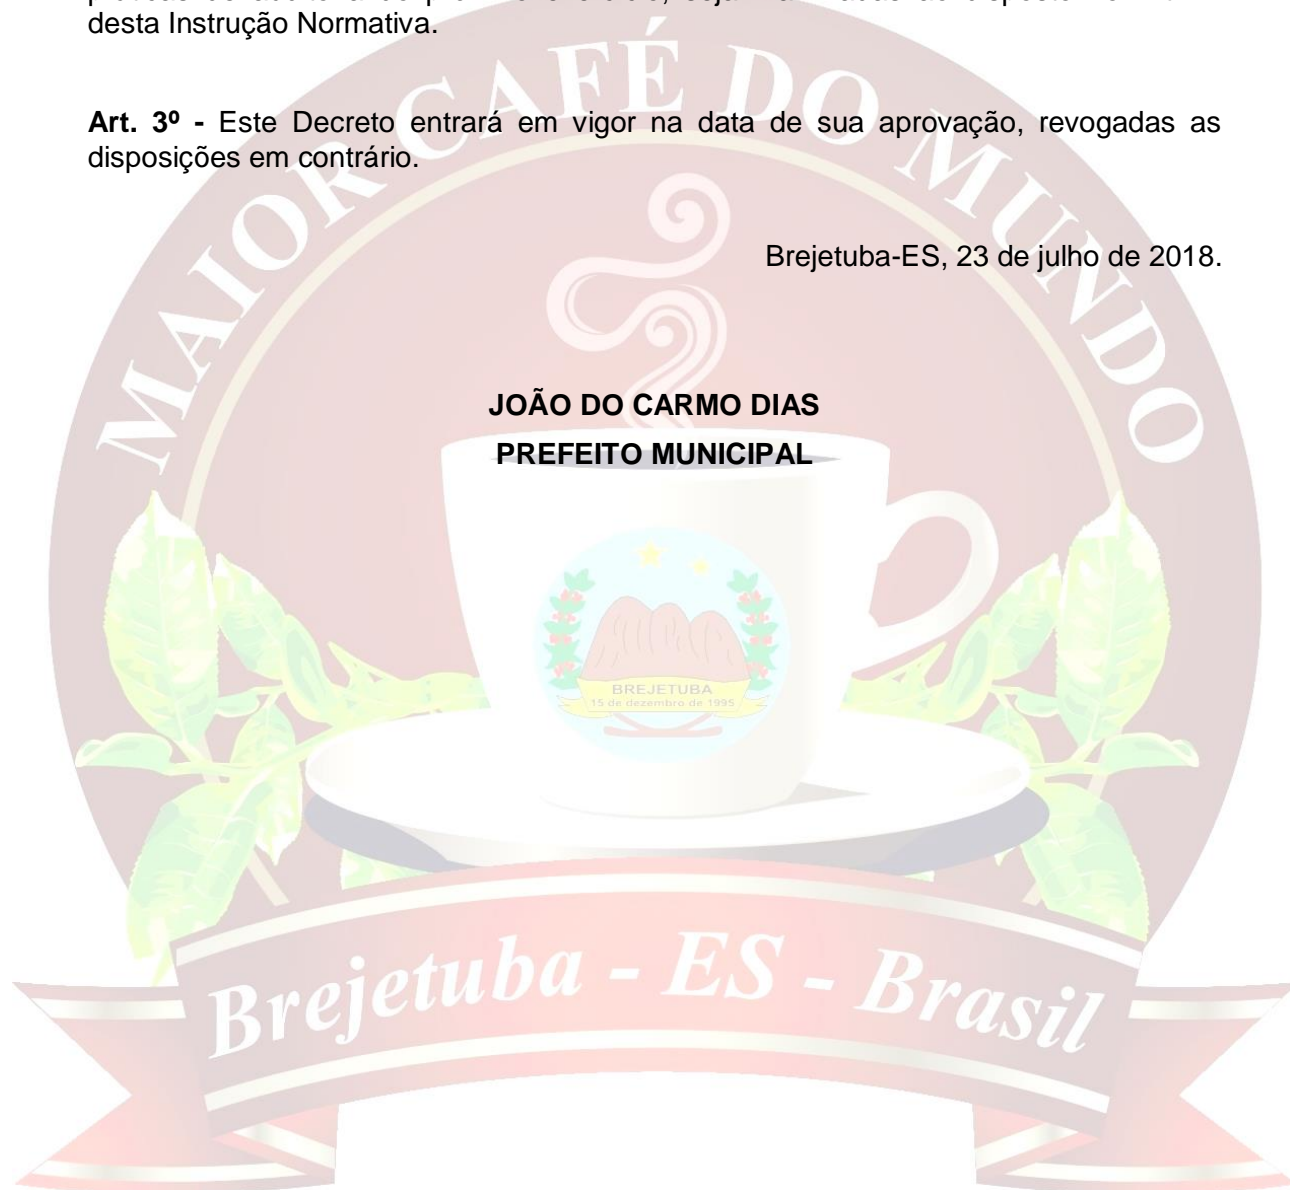 desta Instrução Normativa.
Art. 3º - Este Decreto entrará em vigor na data de sua aprovação, revogadas as
disposições em contrário.
Brejetuba-ES, 23 de julho de 2018.
JOÃO DO CARMO DIAS
PREFEITO MUNICIPAL
MAIOR CAFÉ DO MUNDO
BREJETUBA
15 de dezembro de 1995
Brejetuba - ES - Brasil